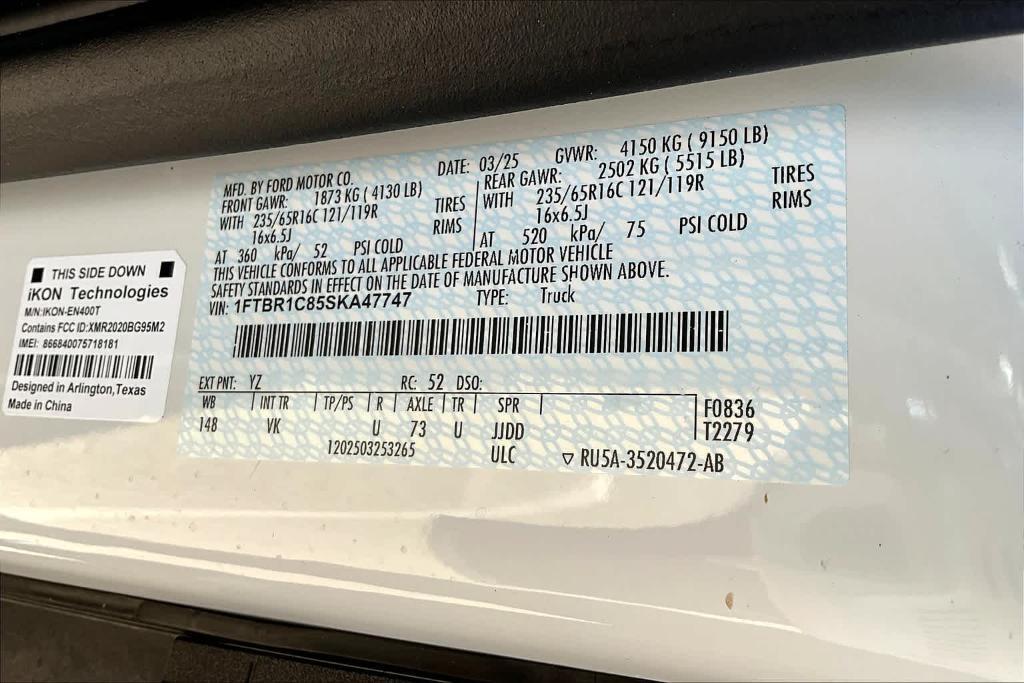 MFD. BY FORD MOTOR CO. DATE: 03/25 GVWR: 4150 KG ( 9150 LB)
FRONT GAWR: 1873 KG ( 4130 LB) REAR GAWR: 2502 KG ( 5515 LB)
WITH 235/65R16C 121/119R TIRES WITH 235/65R16C 121/119R TIRES
16x6.5J RIMS 16x6.5J RIMS
AT 360 kPa/ 52 PSI COLD AT 520 kPa/ 75 PSI COLD
THIS VEHICLE CONFORMS TO ALL APPLICABLE FEDERAL MOTOR VEHICLE
SAFETY STANDARDS IN EFFECT ON THE DATE OF MANUFACTURE SHOWN ABOVE.
VIN: 1FTBR1C85SKA47747 TYPE: Truck
EXT PNT: YZ RC: 52 DSO:
WB INT TR TP/PS R AXLE TR SPR F0836
148 VK U 73 U JJDD T2279
1202503253265 ULC ▽ RU5A-3520472-AB
THIS SIDE DOWN
iKON Technologies
M/N:IKON-EN400T
Contains FCC ID:XMR2020BG95M2
IMEI: 866840075718181
Designed in Arlington,Texas
Made in China